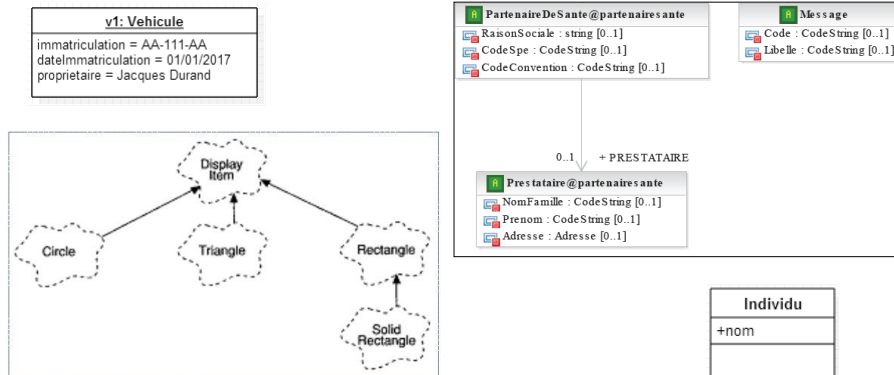 v1: Vehicule
immatriculation = AA-111-AA
dateImmatriculation = 01/01/2017
proprietaire = Jacques Durand
PartenaireDeSante@partenairesante
RaisonSociale : string [0..1]
CodeSpe : CodeString [0..1]
CodeConvention : CodeString [0..1]
Message
Code : CodeString [0..1]
Libelle : CodeString [0..1]
0..1 + PRESTATAIRE
Prestataire@partenairesante
NomFamille : CodeString [0..1]
Prenom : CodeString [0..1]
Adresse : Adresse [0..1]
Display
Item
Circle
Triangle
Rectangle
Solid
Rectangle
Individu
+nom